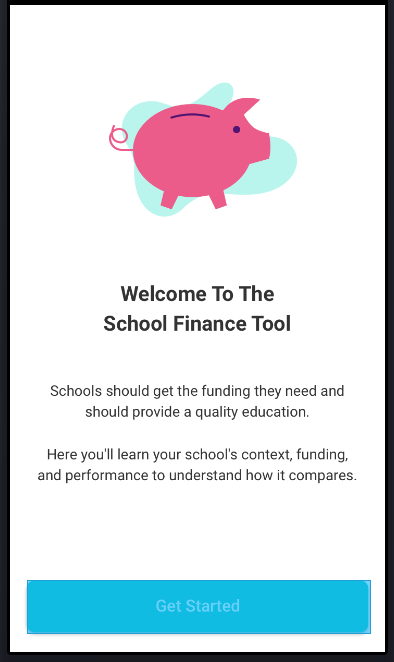 Welcome To The
School Finance Tool
Schools should get the funding they need and
should provide a quality education.
Here you'll learn your school's context, funding,
and performance to understand how it compares.
Get Started